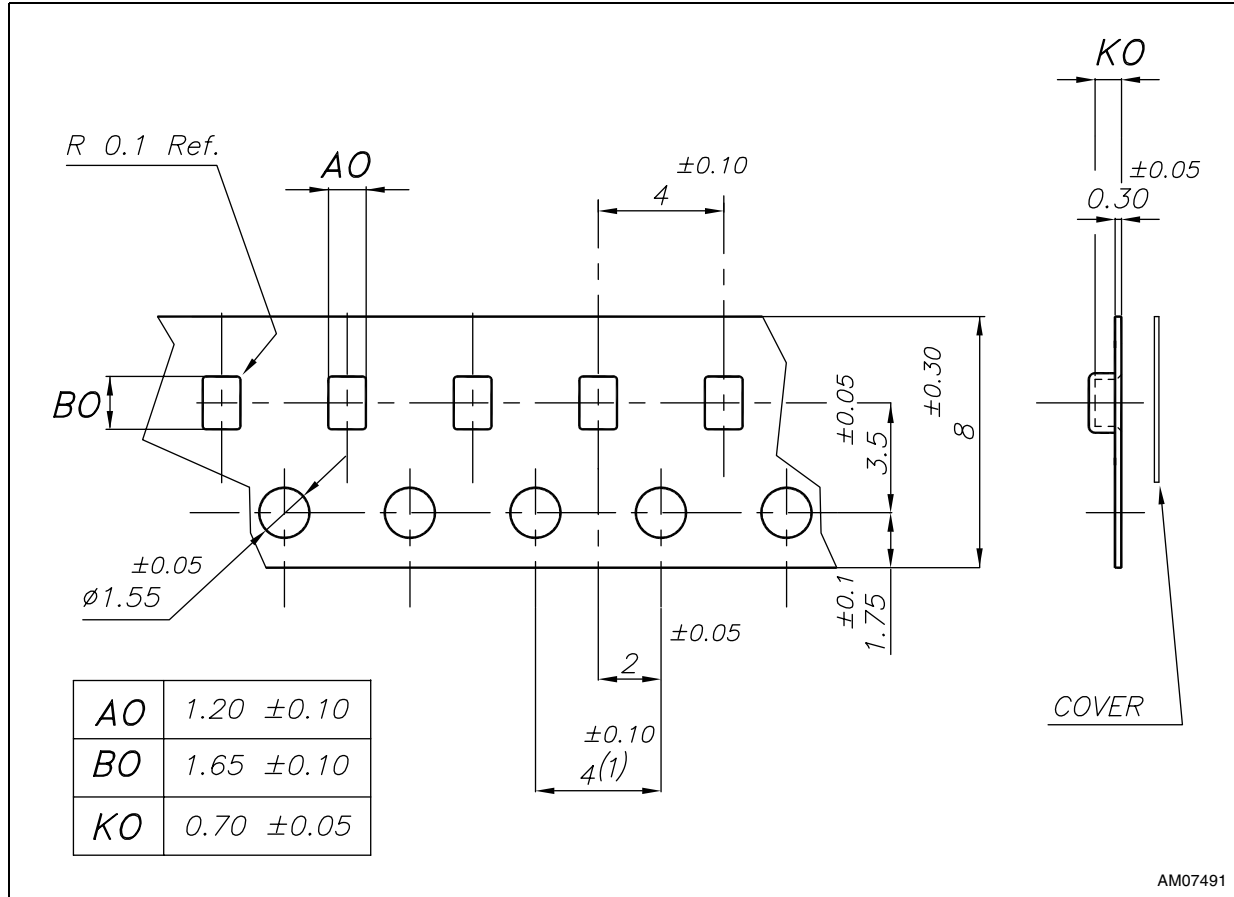 KO
R 0.1 Ref.
AO
±0.10
4
±0.05
0.30
BO
±0.05
3.5
±0.30
8
±0.05
ø1.55
±0.1
1.75
±0.05
2
±0.10
4(1)
COVER
AO 1.20 ±0.10
BO 1.65 ±0.10
KO 0.70 ±0.05
AM07491